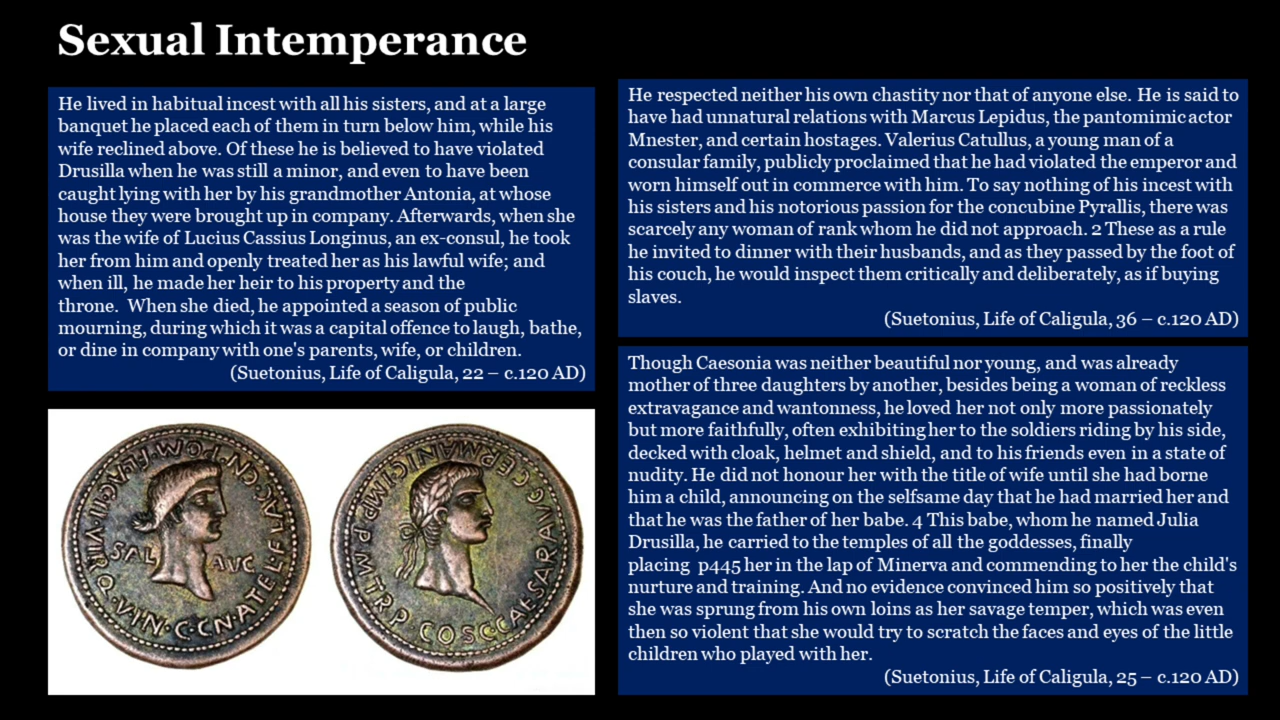 Sexual Intemperance
He lived in habitual incest with all his sisters, and at a large
banquet he placed each of them in turn below him, while his
wife reclined above. Of these he is believed to have violated
Drusilla when he was still a minor, and even to have been
caught lying with her by his grandmother Antonia, at whose
house they were brought up in company. Afterwards, when she
was the wife of Lucius Cassius Longinus, an ex-consul, he took
her from him and openly treated her as his lawful wife; and
when ill, he made her heir to his property and the
throne.  When she died, he appointed a season of public
mourning, during which it was a capital offence to laugh, bathe,
or dine in company with one's parents, wife, or children.
(Suetonius, Life of Caligula, 22 – c.120 AD)
He respected neither his own chastity nor that of anyone else. He is said to
have had unnatural relations with Marcus Lepidus, the pantomimic actor
Mnester, and certain hostages. Valerius Catullus, a young man of a
consular family, publicly proclaimed that he had violated the emperor and
worn himself out in commerce with him. To say nothing of his incest with
his sisters and his notorious passion for the concubine Pyrallis, there was
scarcely any woman of rank whom he did not approach. 2 These as a rule
he invited to dinner with their husbands, and as they passed by the foot of
his couch, he would inspect them critically and deliberately, as if buying
slaves.
(Suetonius, Life of Caligula, 36 – c.120 AD)
Though Caesonia was neither beautiful nor young, and was already
mother of three daughters by another, besides being a woman of reckless
extravagance and wantonness, he loved her not only more passionately
but more faithfully, often exhibiting her to the soldiers riding by his side,
decked with cloak, helmet and shield, and to his friends even in a state of
nudity. He did not honour her with the title of wife until she had borne
him a child, announcing on the selfsame day that he had married her and
that he was the father of her babe. 4 This babe, whom he named Julia
Drusilla, he carried to the temples of all the goddesses, finally
placing  p445 her in the lap of Minerva and commending to her the child's
nurture and training. And no evidence convinced him so positively that
she was sprung from his own loins as her savage temper, which was even
then so violent that she would try to scratch the faces and eyes of the little
children who played with her.
(Suetonius, Life of Caligula, 25 – c.120 AD)
SAL AVC